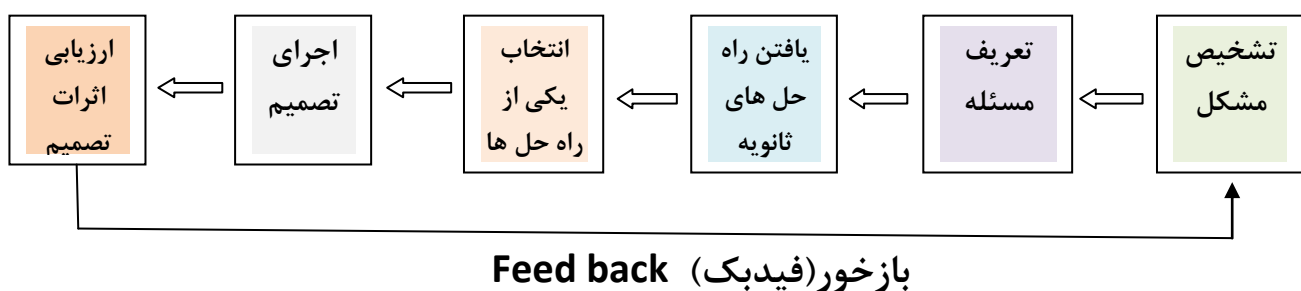 تشخیص
مشکل
تعریف
مسئله
یافتن راه
حل های
ثانویه
انتخاب
یکی از
راه حل ها
اجرای
تصمیم
ارزیابی
اثرات
تصمیم
بازخور(فیدبک) Feed back